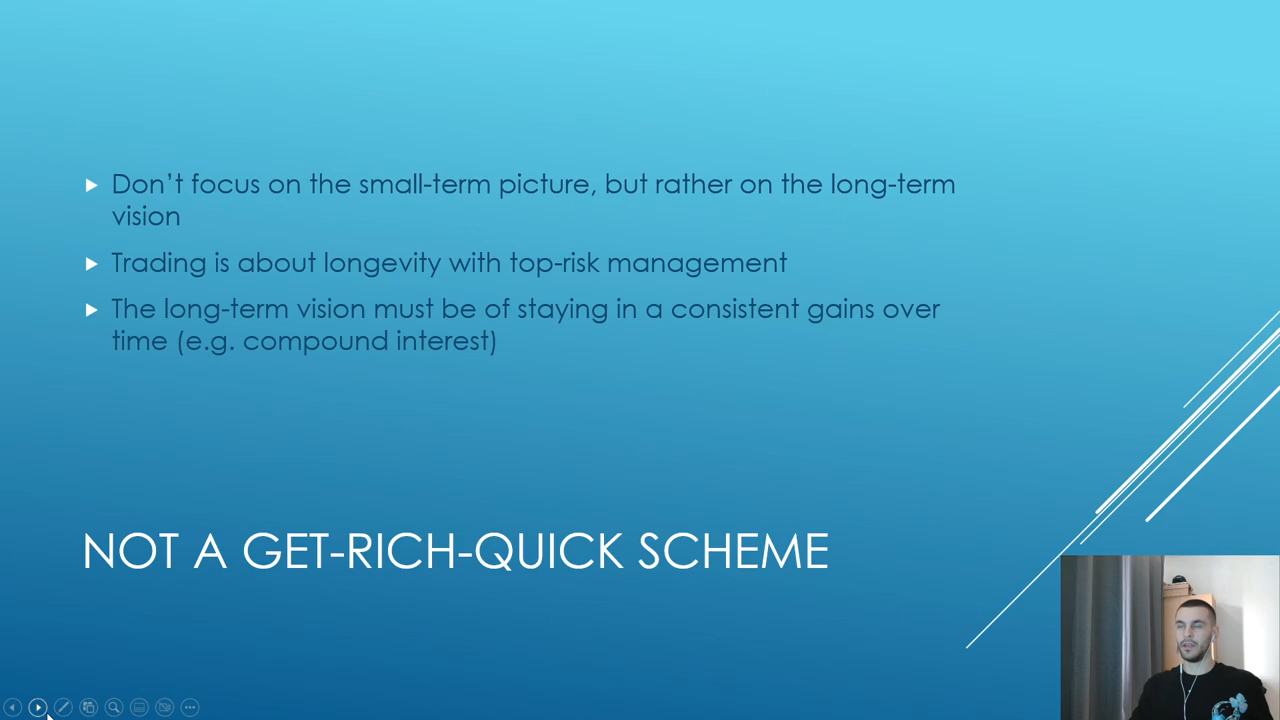 Don’t focus on the small-term picture, but rather on the long-term
vision
Trading is about longevity with top-risk management
The long-term vision must be of staying in a consistent gains over
time (e.g. compound interest)
NOT A GET-RICH-QUICK SCHEME